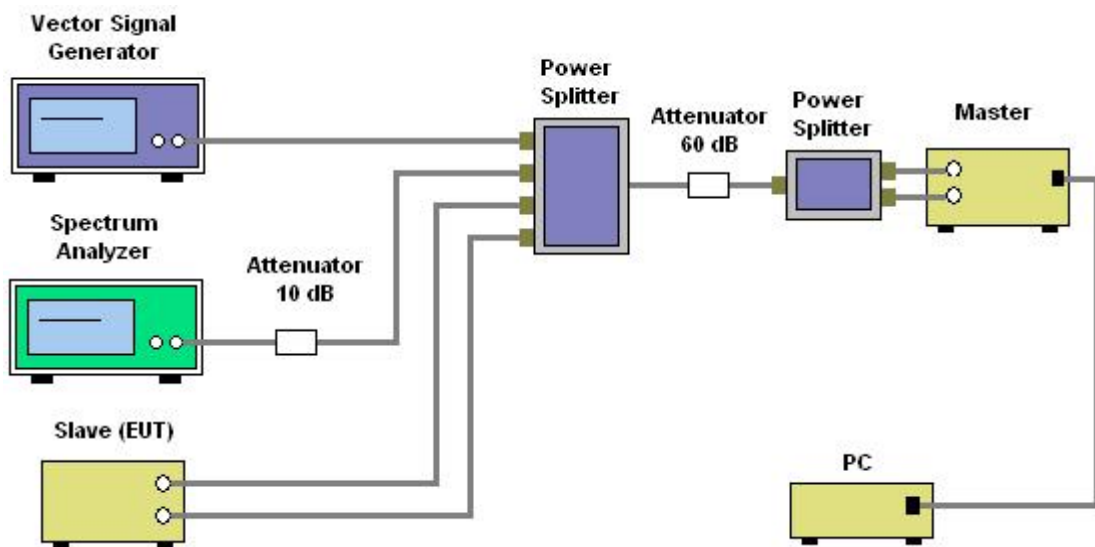 Vector Signal
Generator
Power
Splitter
Attenuator
60 dB
Power
Splitter
Master
Spectrum
Analyzer
Attenuator
10 dB
Slave (EUT)
PC